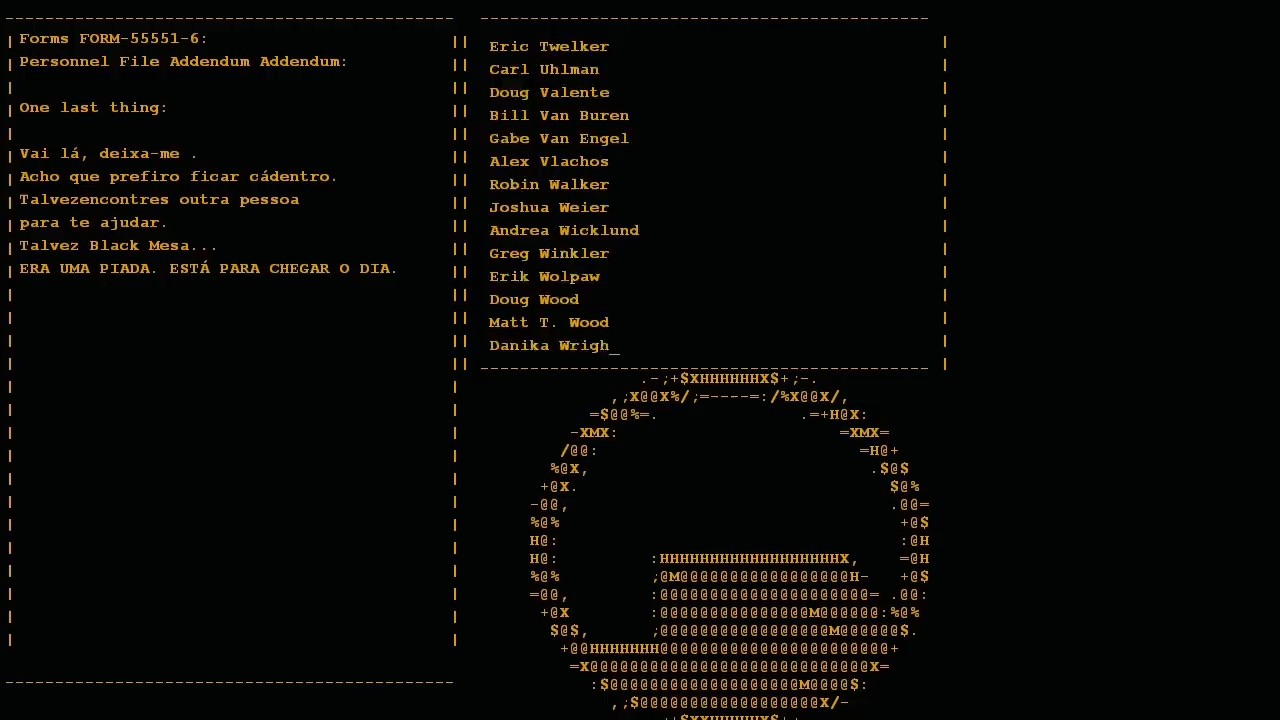 Forms FORM-55551-6:
Personnel File Addendum Addendum:
One last thing:
Vai lá, deixa-me .
Acho que prefiro ficar cádentro.
Talvezencontres outra pessoa
para te ajudar.
Talvez Black Mesa...
ERA UMA PIADA. ESTÁ PARA CHEGAR O DIA.
Eric Twelker
Carl Uhlman
Doug Valente
Bill Van Buren
Gabe Van Engel
Alex Vlachos
Robin Walker
Joshua Weier
Andrea Wicklund
Greg Winkler
Erik Wolpaw
Doug Wood
Matt T. Wood
Danika Wrigh_